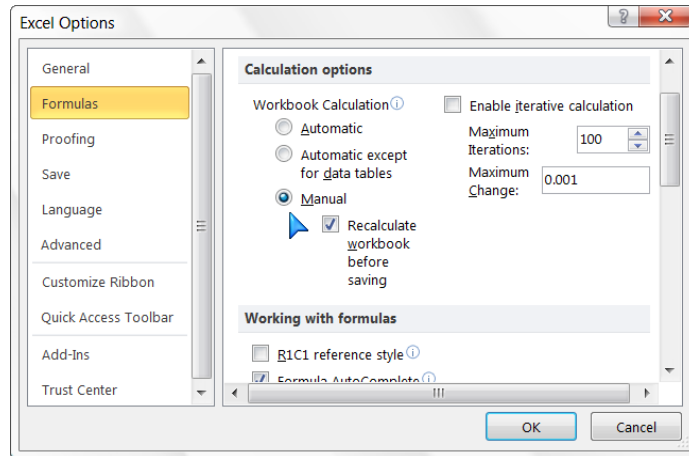 Excel Options
General
Formulas
Proofing
Save
Language
Advanced
Customize Ribbon
Quick Access Toolbar
Add-Ins
Trust Center
Calculation options
Workbook Calculation
Automatic
Automatic except
for data tables
Manual
Recalculate
workbook
before
saving
Enable iterative calculation
Maximum
Iterations:
100
Maximum
Change:
0.001
Working with formulas
R1C1 reference style
Formula AutoComplete
OK
Cancel